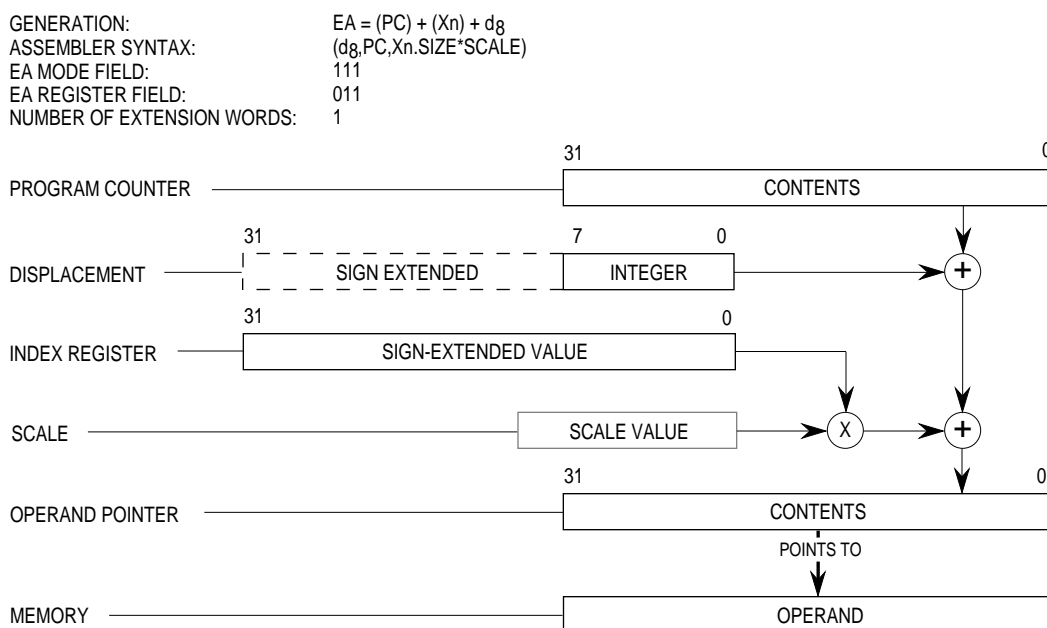 GENERATION: EA = (PC) + (Xn) + d8
ASSEMBLER SYNTAX: (d8,PC,Xn.SIZE*SCALE)
EA MODE FIELD: 111
EA REGISTER FIELD: 011
NUMBER OF EXTENSION WORDS: 1
31 0
PROGRAM COUNTER CONTENTS
31 7 0
DISPLACEMENT SIGN EXTENDED INTEGER +
31 0
INDEX REGISTER SIGN-EXTENDED VALUE
SCALE SCALE VALUE X +
31 0
OPERAND POINTER CONTENTS
POINTS TO
MEMORY OPERAND